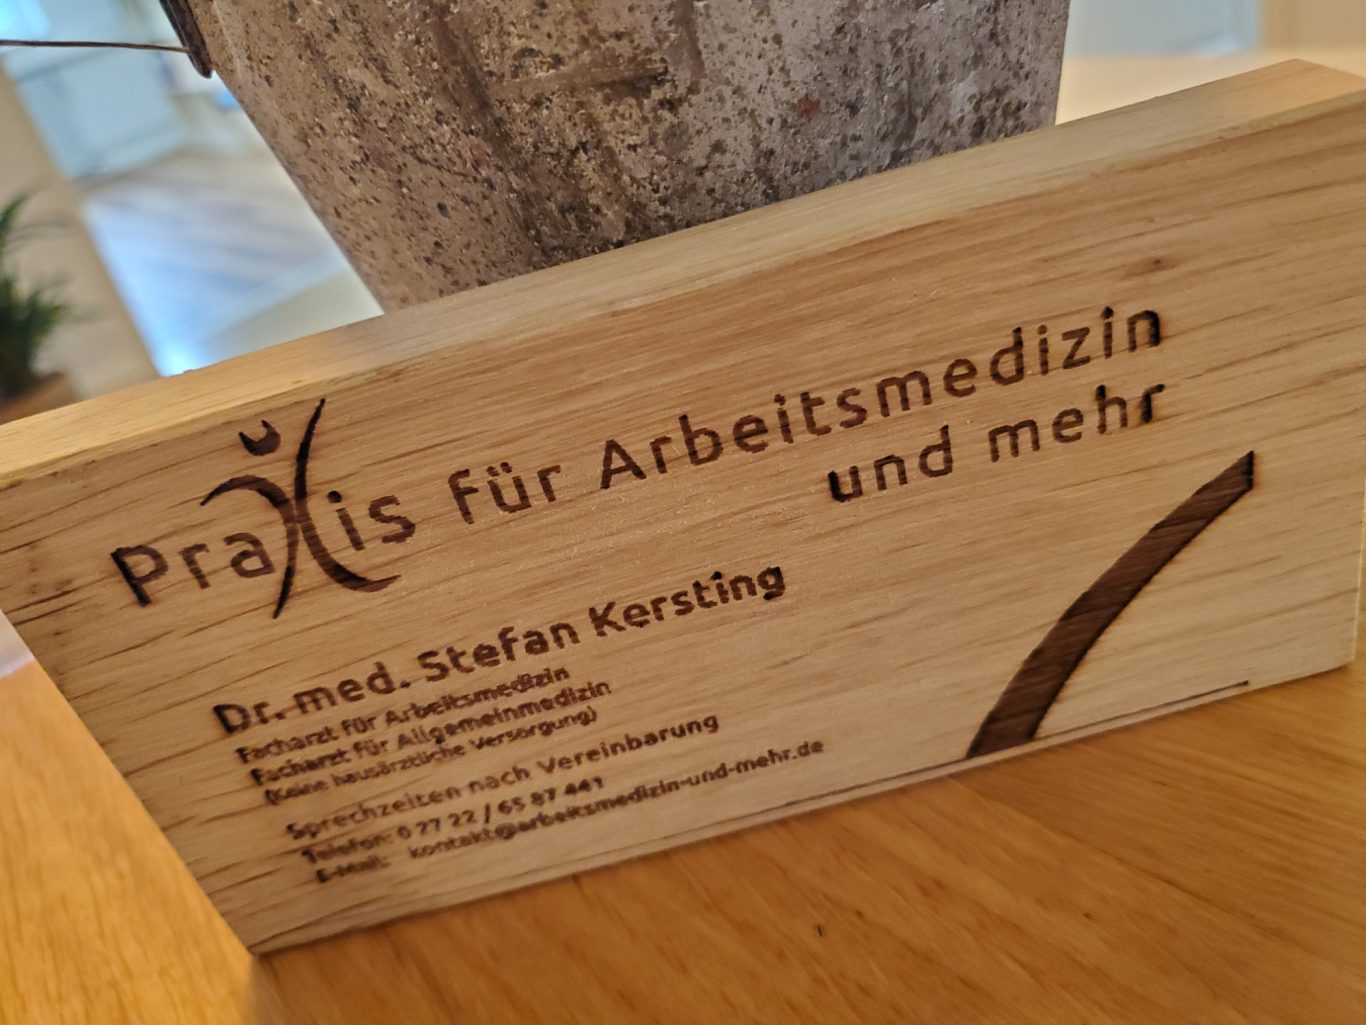 Praxis für Arbeitsmedizin
und mehr
Dr. med. Stefan Kersting
Facharzt für Arbeitsmedizin
Facharzt für Allgemeinmedizin
(Keine hausärztliche Versorgung)
Sprechzeiten nach Vereinbarung
Telefon: 0 27 22 / 65 87 441
E-Mail: kontakt@arbeitsmedizin-und-mehr.de